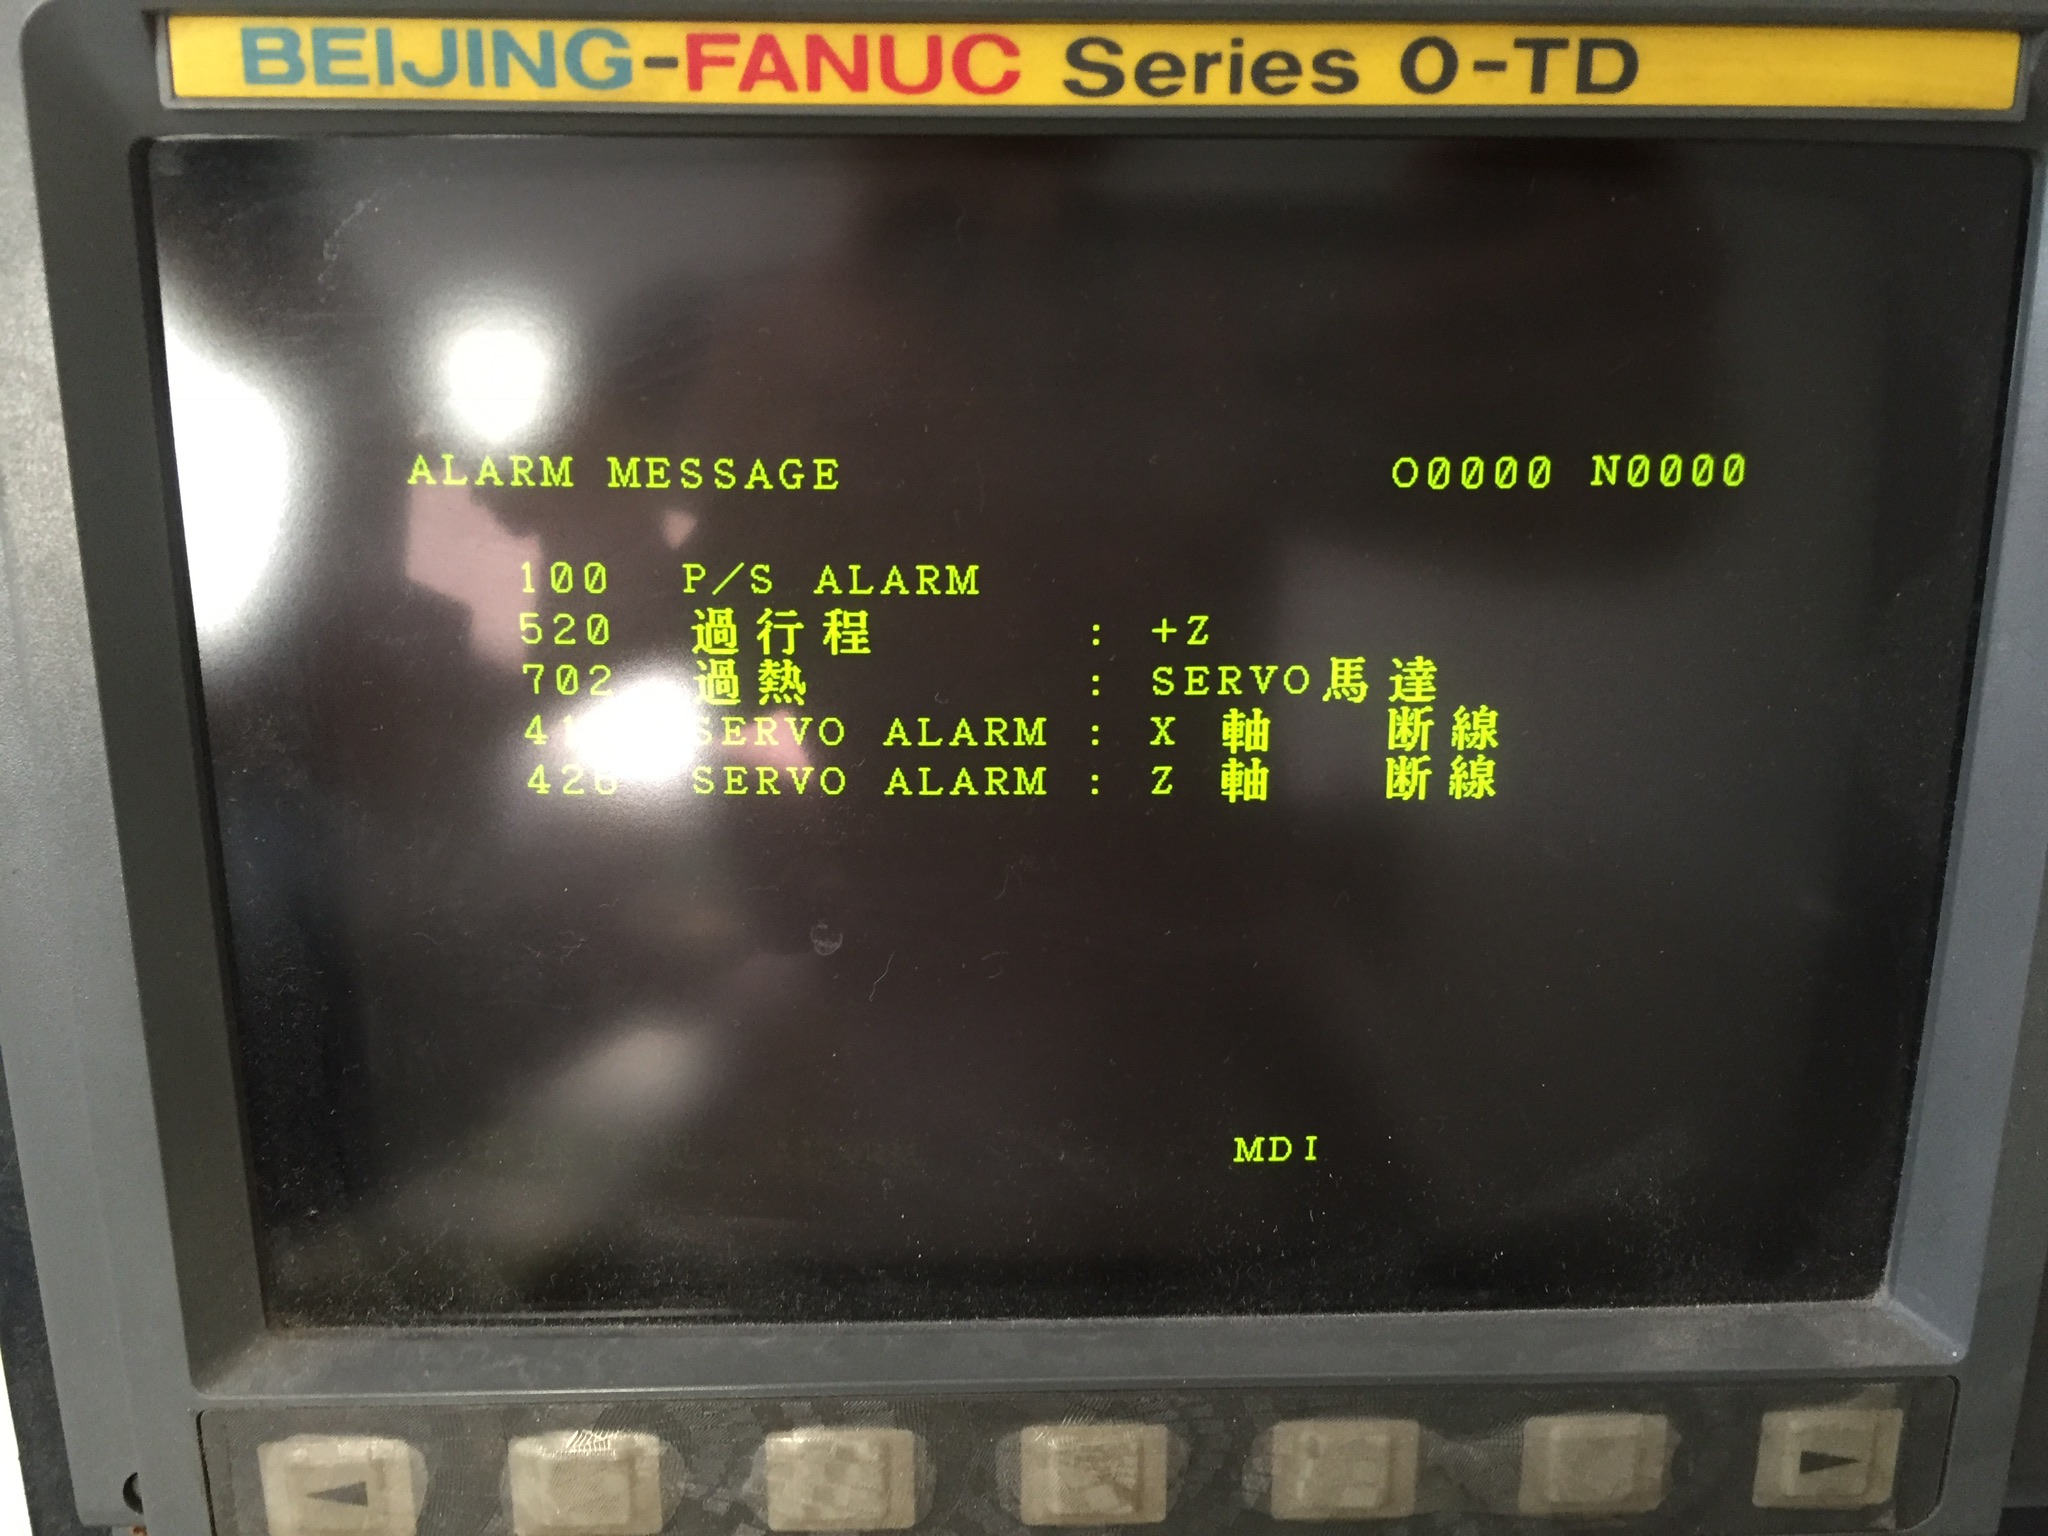 BEIJING-FANUC Series O-TD
ALARM MESSAGE O0000 N0000
100 P/S ALARM
520 過行程 : +Z
702 過熱 : SERVO馬達
SERVO ALARM : X 軸 断線
426 SERVO ALARM : Z 軸 断線
MDI